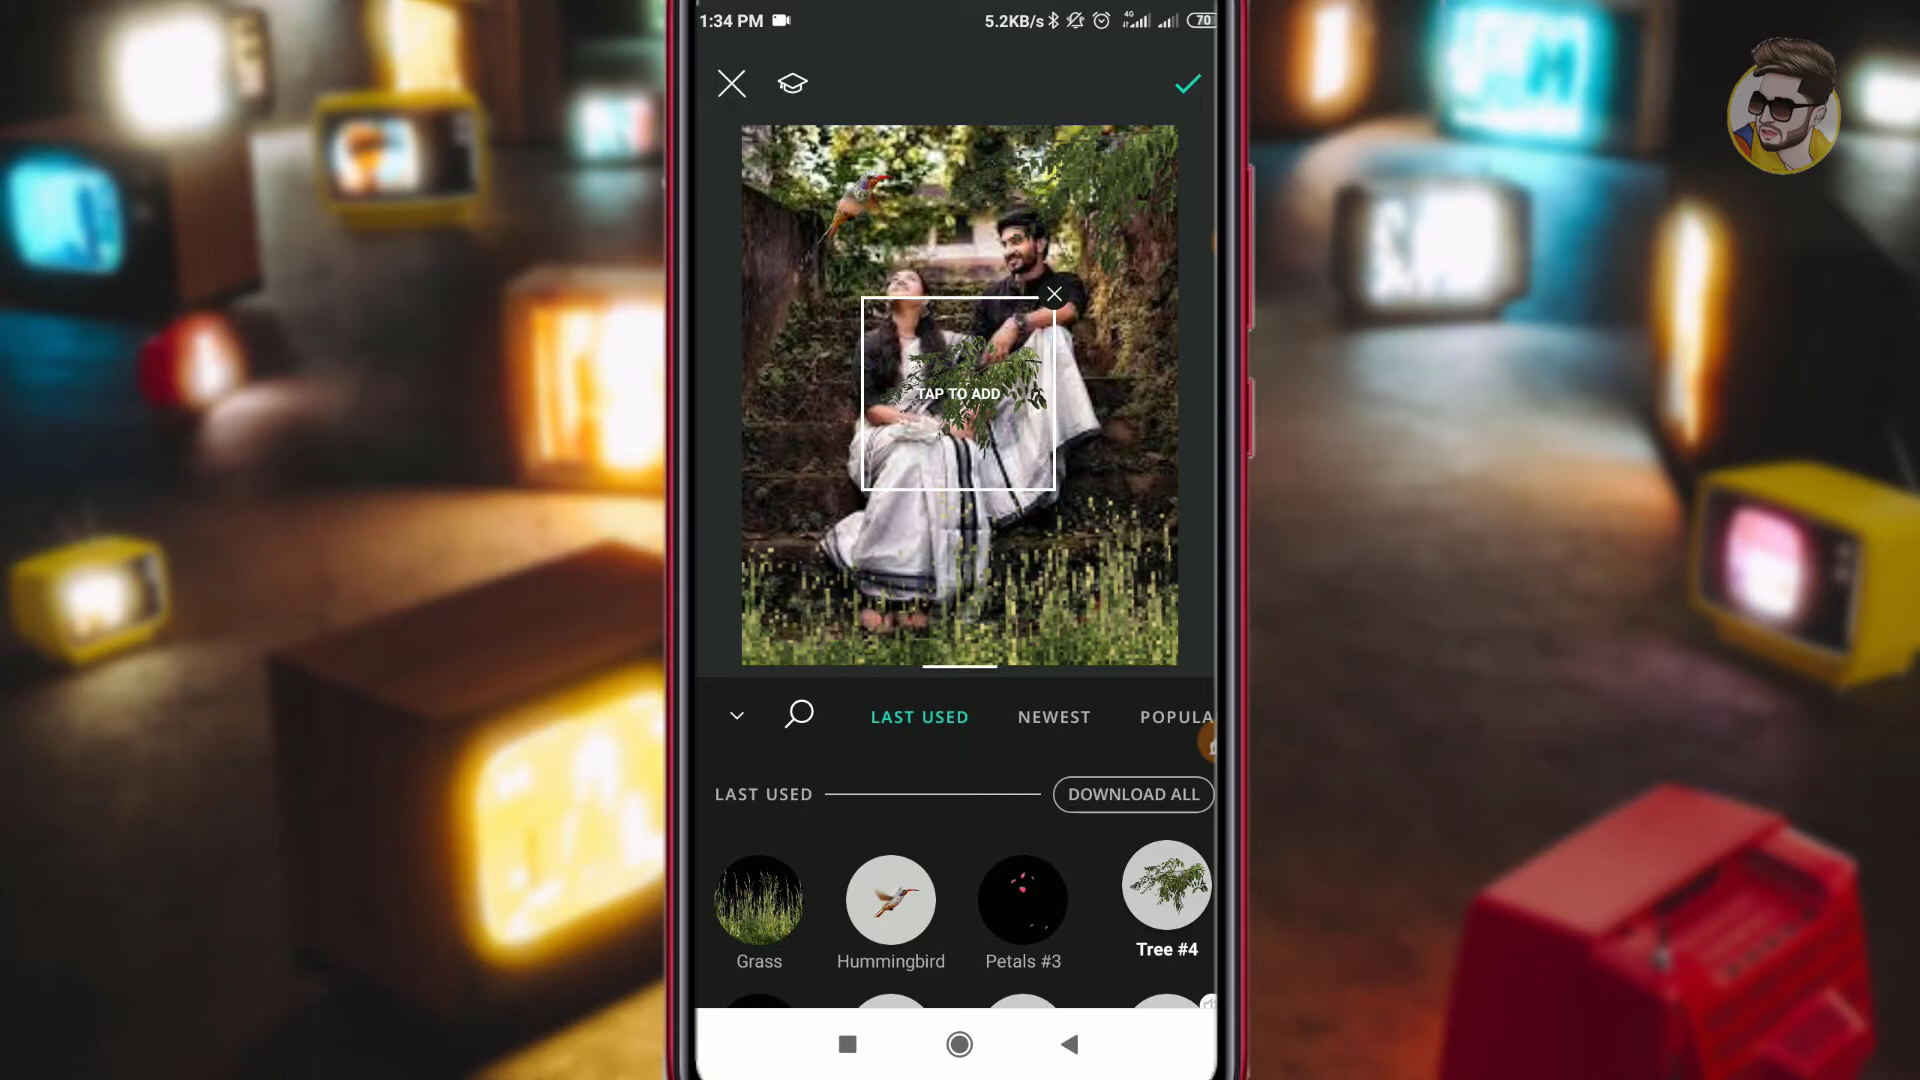 1:34 PM 5.2KB/s 4G 70
TAP TO ADD
LAST USED NEWEST POPULA
LAST USED DOWNLOAD ALL
Grass Hummingbird Petals #3 Tree #4